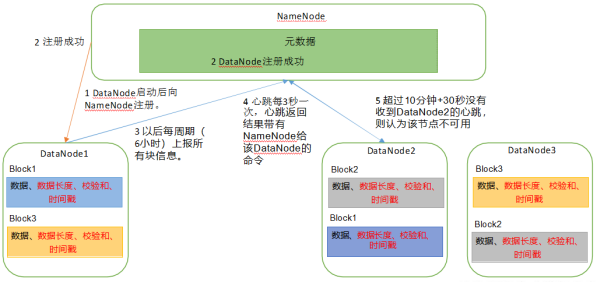 NameNode
元数据
2 DataNode注册成功
2 注册成功
1 DataNode启动后向
NameNode注册。
3 以后每周期（
6小时）上报所
有块信息。
4 心跳每3秒一
次，心跳返回
结果带有
NameNode给
该DataNode的
命令
5 超过10分钟+30秒没有
收到DataNode2的心跳，
则认为该节点不可用
DataNode1
Block1
数据、数据长度、校验和、
时间戳
Block3
数据、数据长度、校验和、
时间戳
DataNode2
Block2
数据、数据长度、校验和、
时间戳
Block1
数据、数据长度、校验和、
时间戳
DataNode3
Block3
数据、数据长度、校验和、
时间戳
Block2
数据、数据长度、校验和、
时间戳